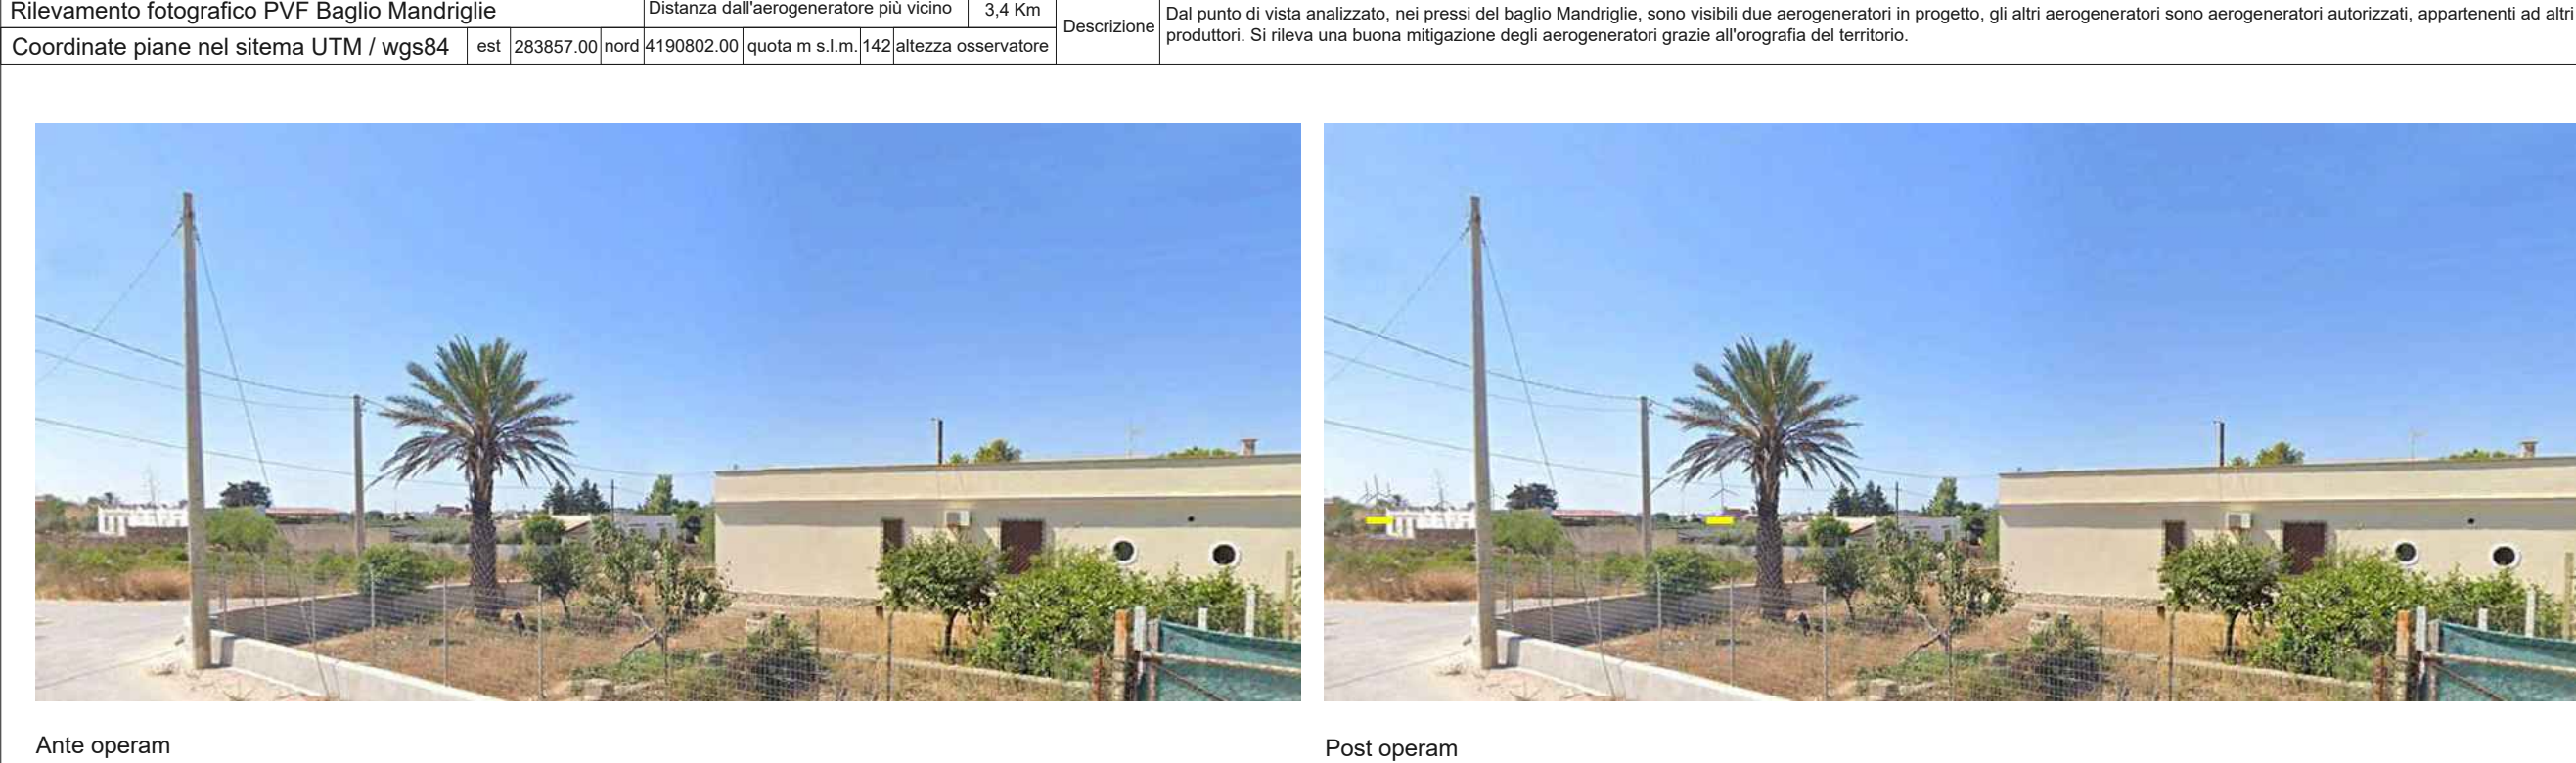 Rilevamento fotografico PVF Baglio Mandriglie
Distanza dall'aerogeneratore più vicino 3,4 Km
Coordinate piane nel sitema UTM / wgs84 est 283857.00 nord 4190802.00 quota m s.l.m. 142 altezza osservatore
Descrizione
Dal punto di vista analizzato, nei pressi del baglio Mandriglie, sono visibili due aerogeneratori in progetto, gli altri aerogeneratori sono aerogeneratori autorizzati, appartenenti ad altri
produttori. Si rileva una buona mitigazione degli aerogeneratori grazie all'orografia del territorio.
Ante operam
Post operam